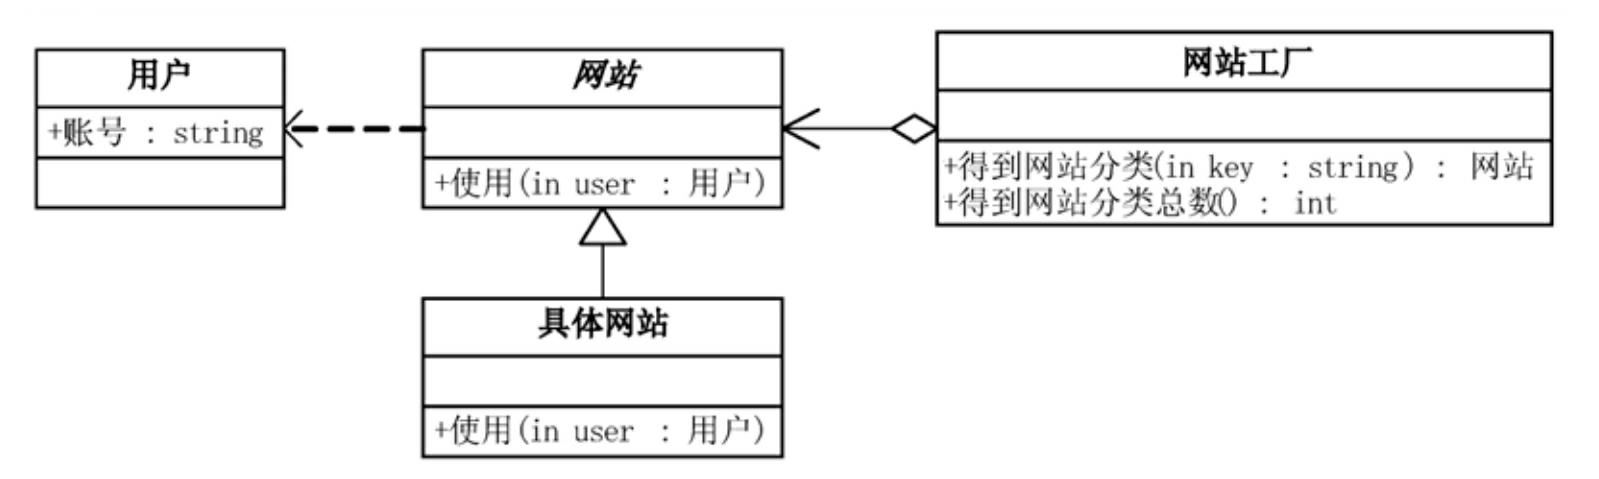 用户
+账号 : string
网站
+使用(in user : 用户)
网站工厂
+得到网站分类(in key : string) : 网站
+得到网站分类总数() : int
具体网站
+使用(in user : 用户)